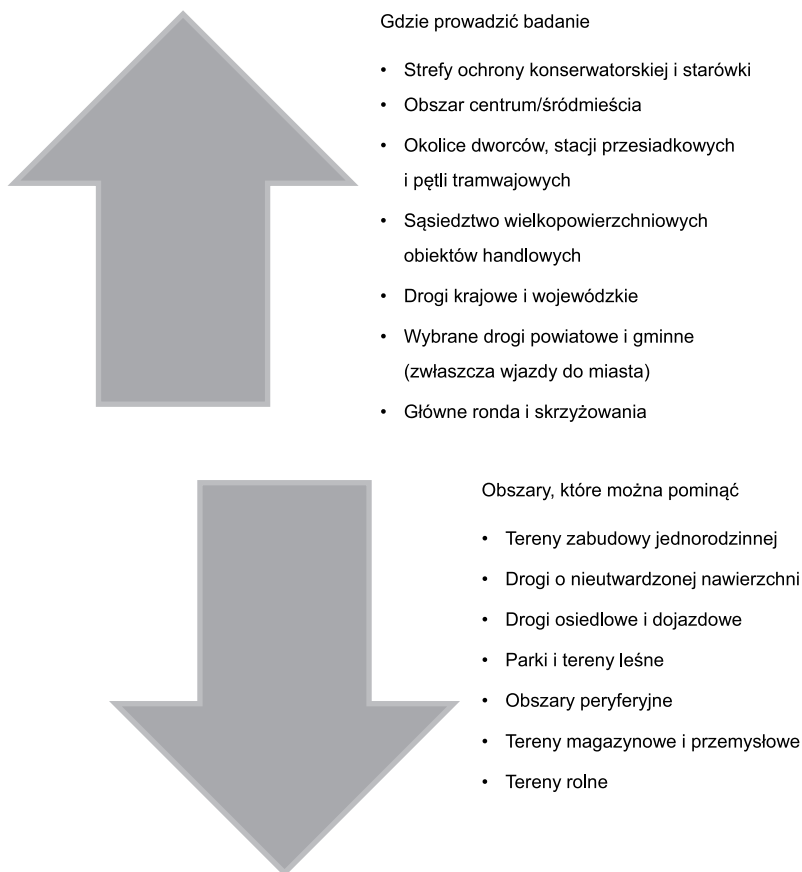 Gdzie prowadzić badanie
• Strefy ochrony konserwatorskiej i starówki
• Obszar centrum/śródmieścia
• Okolice dworców, stacji przesiadkowych
i pętli tramwajowych
• Sąsiedztwo wielkopowierzchniowych
obiektów handlowych
• Drogi krajowe i wojewódzkie
• Wybrane drogi powiatowe i gminne
(zwłaszcza wjazdy do miasta)
• Główne ronda i skrzyżowania
Obszary, które można pominąć
• Tereny zabudowy jednorodzinnej
• Drogi o nieutwardzonej nawierzchni
• Drogi osiedlowe i dojazdowe
• Parki i tereny leśne
• Obszary peryferyjne
• Tereny magazynowe i przemysłowe
• Tereny rolne